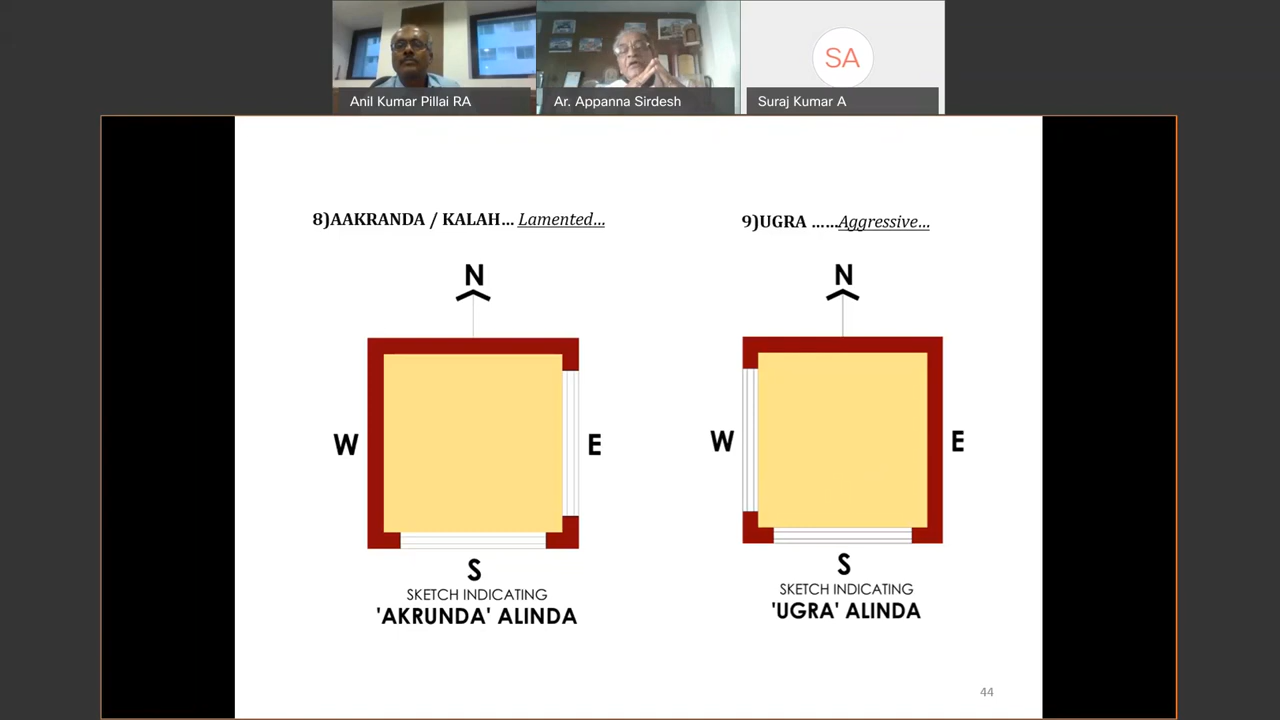 SA
Anil Kumar Pillai RA
Ar. Appanna Sirdesh
Suraj Kumar A
8)AAKRANDA / KALAH... Lamented...
9)UGRA ......Aggressive...
N
N
W
E
W
E
S
S
SKETCH INDICATING
'AKRUNDA' ALINDA
SKETCH INDICATING
'UGRA' ALINDA
44